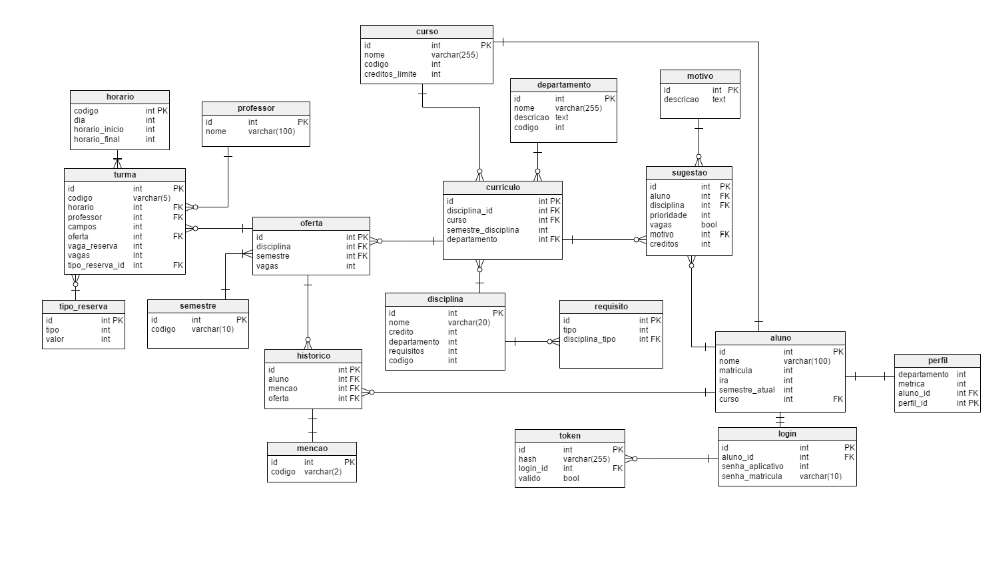 curso
id int PK
nome varchar(255)
codigo int
creditos_limite int
departamento
id int PK
nome varchar(255)
descricao text
codigo int
motivo
id int PK
descricao text
horario
codigo int PK
dia int
horario_inicio int
horario_final int
professor
id int PK
nome varchar(100)
turma
id int PK
codigo varchar(5)
horario int FK
professor int FK
campos int
oferta int FK
vaga_reserva int
vagas int
tipo_reserva_id int FK
oferta
id int PK
disciplina int FK
semestre int FK
vagas int
curriculo
id int PK
disciplina_id int FK
curso int FK
semestre_disciplina int
departamento int FK
sugestao
id int PK
aluno int FK
disciplina int FK
prioridade int
vagas bool
motivo int FK
creditos int
tipo_reserva
id int PK
tipo int
valor int
semestre
id int PK
codigo varchar(10)
disciplina
id int PK
nome varchar(20)
credito int
departamento int
requisitos int
codigo int
requisito
id int PK
tipo int
disciplina_tipo int FK
historico
id int PK
aluno int FK
mencao int FK
oferta int FK
aluno
id int PK
nome varchar(100)
matricula int
ira int
semestre_atual int
curso int FK
perfil
departamento int
metrica int
aluno_id int FK
perfil_id int PK
mencao
id int PK
codigo varchar(2)
token
id int PK
hash varchar(255)
login_id int FK
valido bool
login
id int PK
aluno_id int FK
senha_aplicativo int
senha_matricula varchar(10)